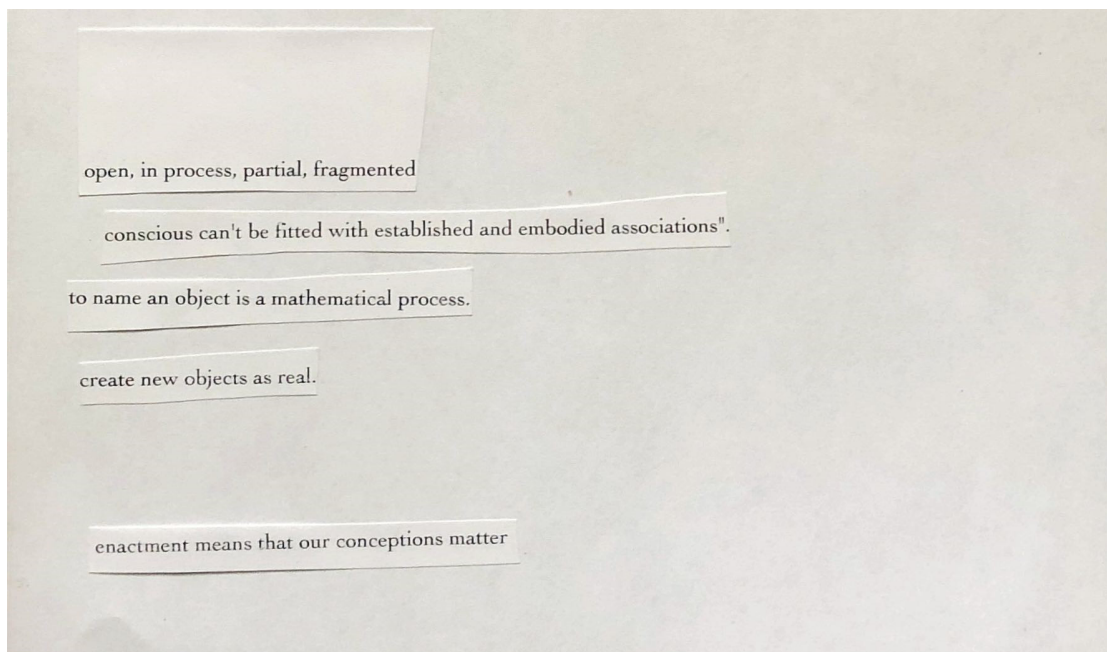 open, in process, partial, fragmented
conscious can't be fitted with established and embodied associations".
to name an object is a mathematical process.
create new objects as real.
enactment means that our conceptions matter